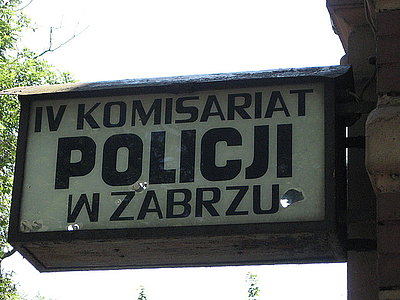 IV KOMISARIAT
POLICJI
W ZABRZU